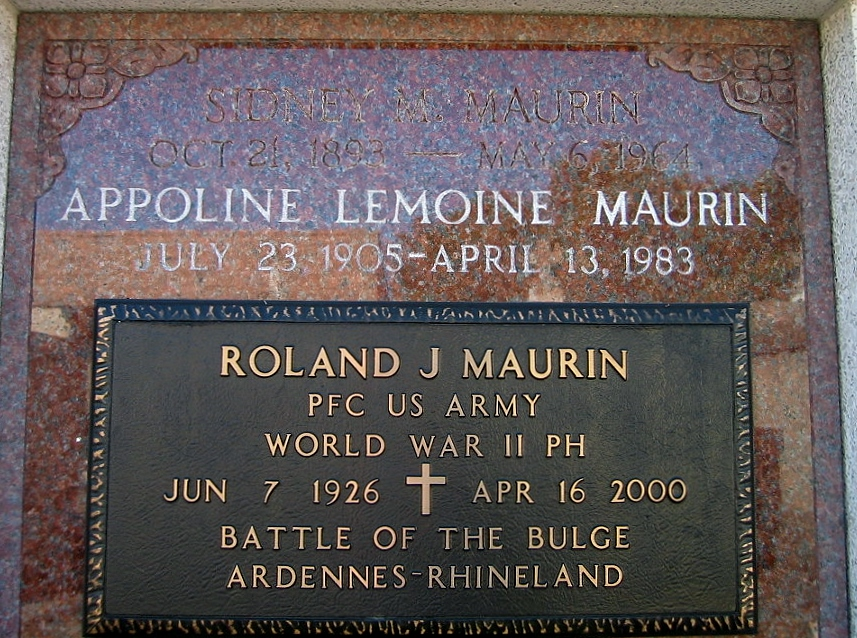 SIDNEY M. MAURIN
OCT. 21, 1893 — MAY 6, 1964
APPOLINE LEMOINE MAURIN
JULY 23, 1905-APRIL 13, 1983
ROLAND J MAURIN
PFC US ARMY
WORLD WAR II PH
JUN 7 1926 ✝ APR 16 2000
BATTLE OF THE BULGE
ARDENNES-RHINELAND